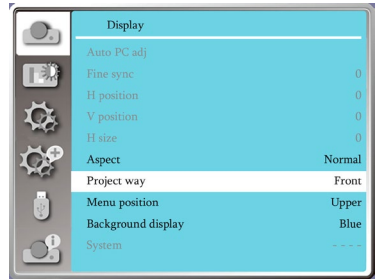 Display
Auto PC adj
Fine sync 0
H position 0
V position 0
H size 0
Aspect Normal
Project way Front
Menu position Upper
Background display Blue
System - - - -